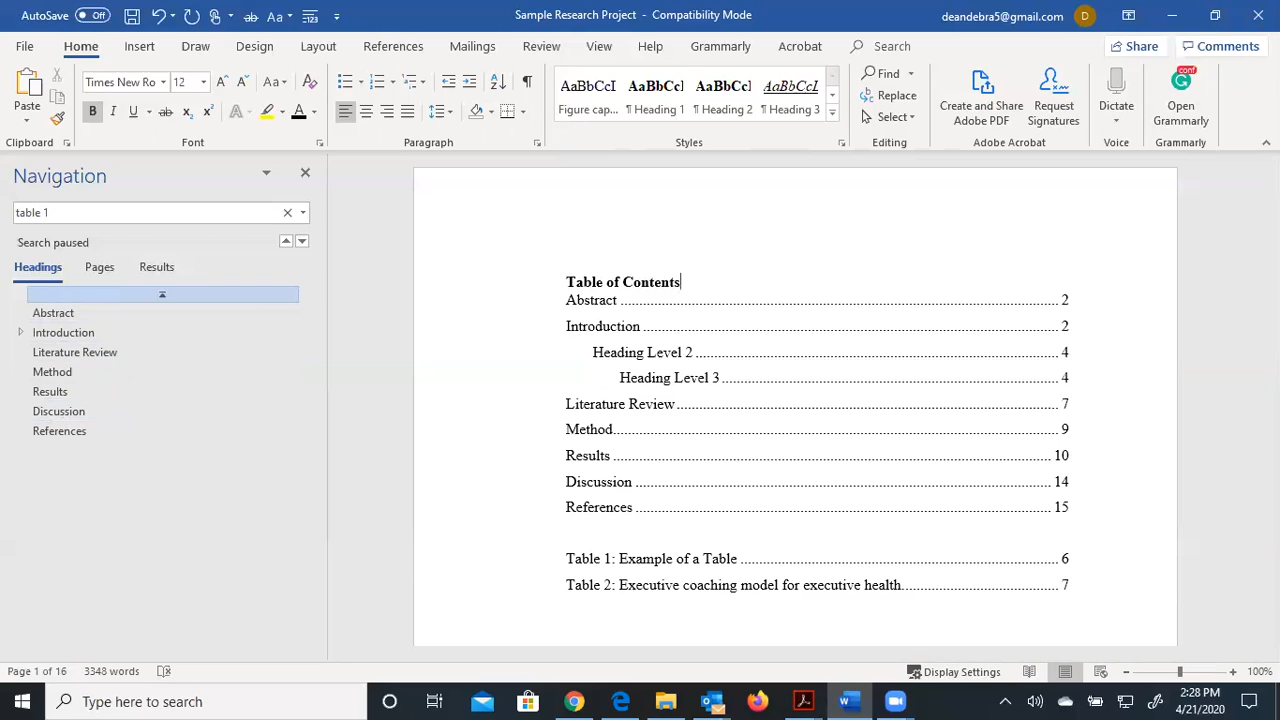 AutoSave Off Sample Research Project - Compatibility Mode deandebra5@gmail.com D
File Home Insert Draw Design Layout References Mailings Review View Help Grammarly Acrobat Search Share Comments
Paste
Clipboard
Times New Ro 12
Font
Paragraph
AaBbCcI AaBbCcI AaBbCcI AaBbCcI
Figure cap... ¶ Heading 1 ¶ Heading 2 ¶ Heading 3
Styles
Find
Replace
Select
Editing
Create and Share
Adobe PDF
Request
Signatures
Adobe Acrobat
Dictate
Voice
conf
Open
Grammarly
Grammarly
Navigation
table 1
Search paused
Headings Pages Results
Abstract
Introduction
Literature Review
Method
Results
Discussion
References
Table of Contents
Abstract 2
Introduction 2
Heading Level 2 4
Heading Level 3 4
Literature Review 7
Method 9
Results 10
Discussion 14
References 15
Table 1: Example of a Table 6
Table 2: Executive coaching model for executive health 7
Page 1 of 16 3348 words Display Settings 100%
Type here to search
2:28 PM
4/21/2020